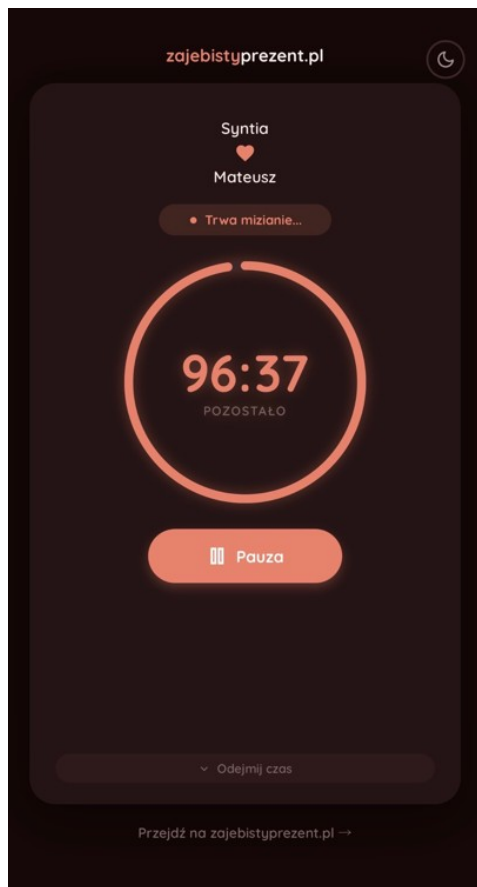 zajebistyprezent.pl
Syntia
Mateusz
Trwa mizianie...
96:37
POZOSTAŁO
Pauza
Odejmij czas
Przejdź na zajebistyprezent.pl →